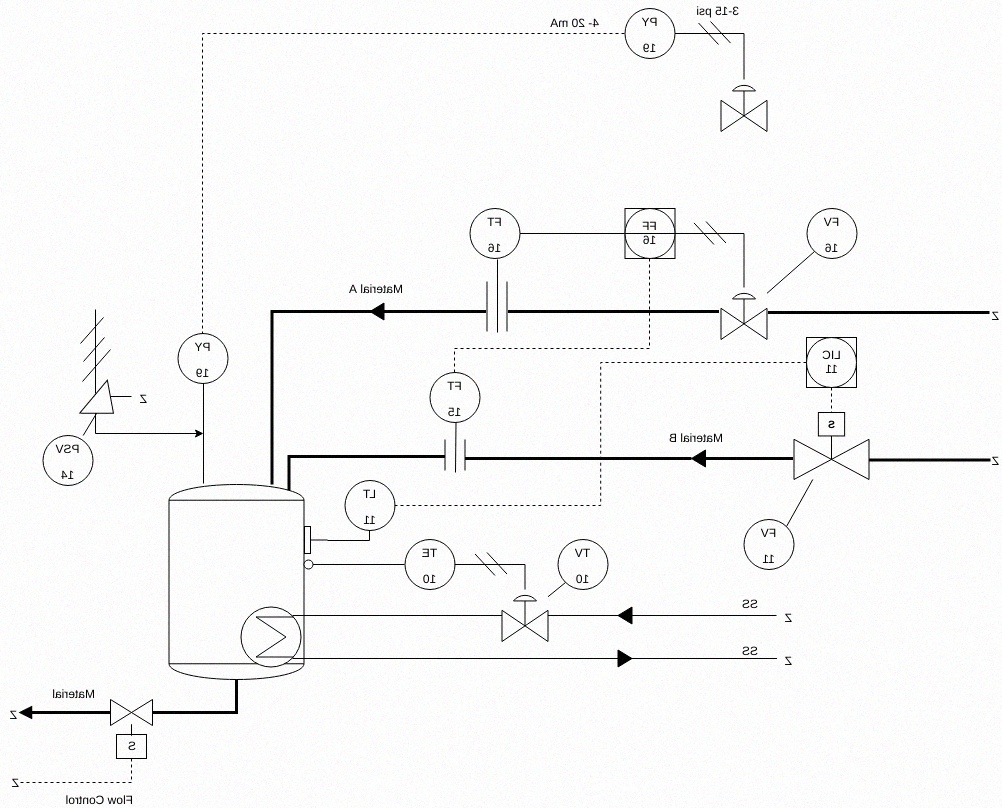 3-15 psi
4- 20 mA
PY
19
FT
16
FF
16
FV
16
Material A
Z
PY
19
LIC
11
Z
FT
15
S
PSV
14
Material B
Z
LT
11
FV
11
TE
10
TV
10
SS
Z
SS
Z
Material
Z
S
Z
Flow Control